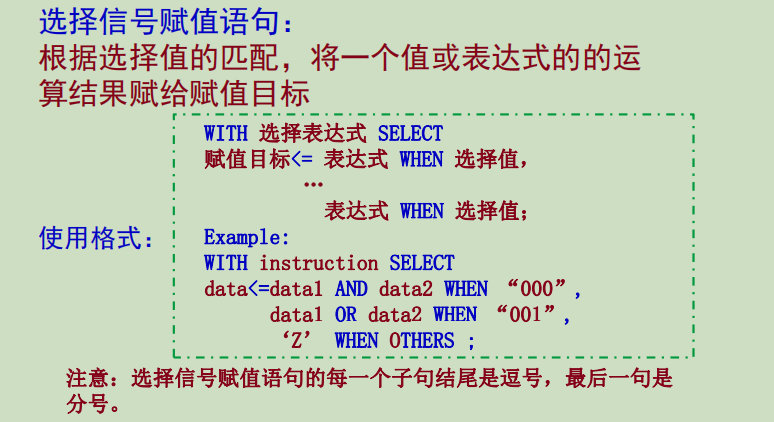 选择信号赋值语句：
根据选择值的匹配，将一个值或表达式的的运
算结果赋给赋值目标
WITH 选择表达式 SELECT
赋值目标<= 表达式 WHEN 选择值，
…
表达式 WHEN 选择值；
使用格式：
Example:
WITH instruction SELECT
data<=data1 AND data2 WHEN “000”,
data1 OR data2 WHEN “001”,
‘Z’ WHEN OTHERS ;
注意：选择信号赋值语句的每一个子句结尾是逗号，最后一句是
分号。